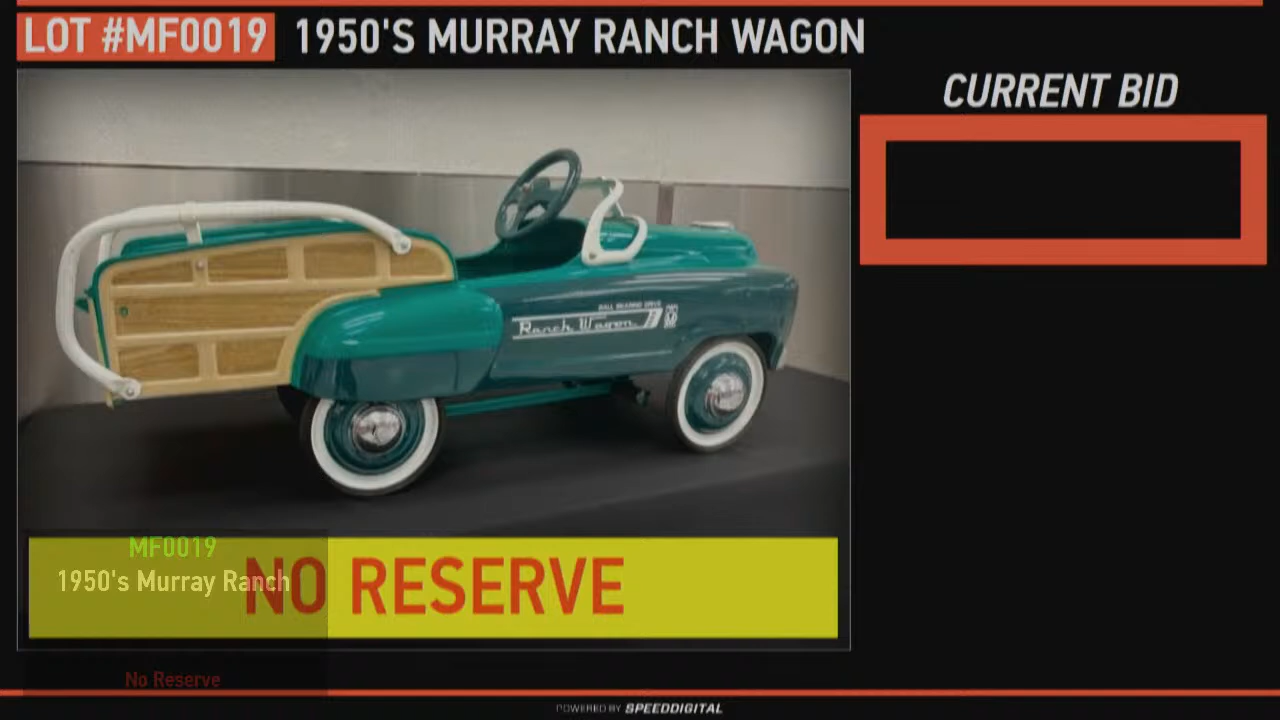 LOT #MF0019 1950'S MURRAY RANCH WAGON
CURRENT BID
BALL BEARING DRIVE
Ranch Wagon
MF0019
1950's Murray Ranch
NO RESERVE
No Reserve
POWERED BY SPEEDDIGITAL